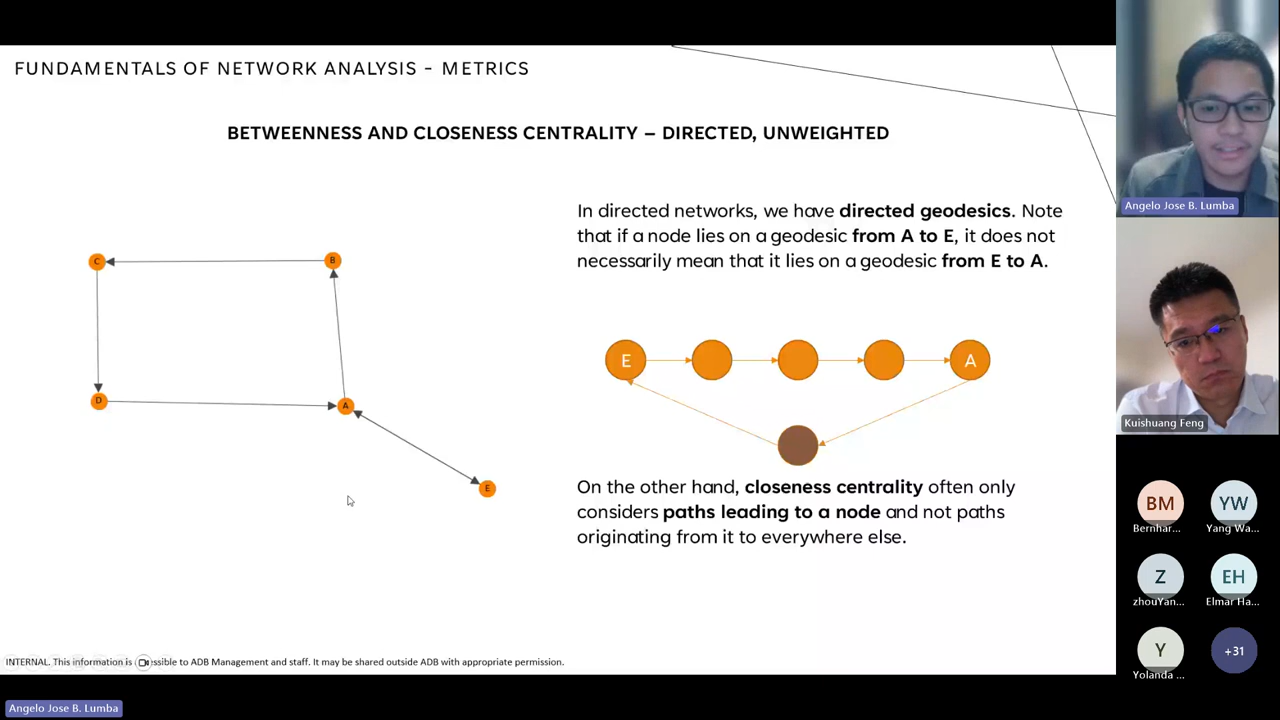 FUNDAMENTALS OF NETWORK ANALYSIS - METRICS
BETWEENNESS AND CLOSENESS CENTRALITY – DIRECTED, UNWEIGHTED
In directed networks, we have directed geodesics. Note
that if a node lies on a geodesic from A to E, it does not
necessarily mean that it lies on a geodesic from E to A.
C
B
D
A
E
E
A
On the other hand, closeness centrality often only
considers paths leading to a node and not paths
originating from it to everywhere else.
INTERNAL. This information is accessible to ADB Management and staff. It may be shared outside ADB with appropriate permission.
Angelo Jose B. Lumba
Angelo Jose B. Lumba
Kuishuang Feng
BM
Bernhar...
YW
Yang Wa...
Z
zhouYan...
EH
Elmar Ha...
Y
Yolanda ...
+31